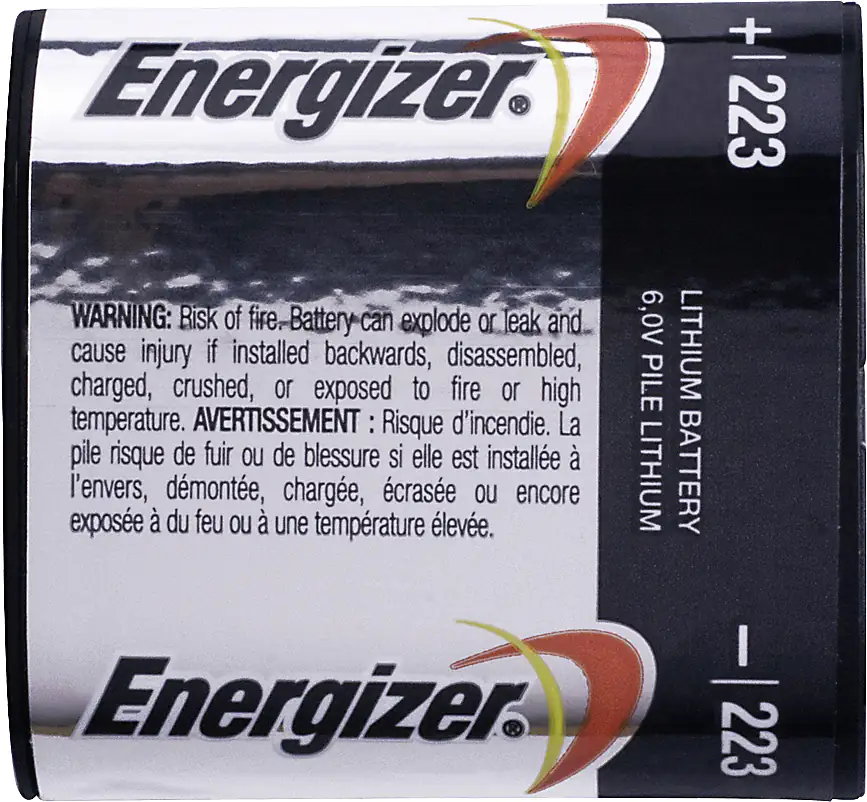 Energizer®
+ | 223
WARNING: Risk of fire. Battery can explode or leak and
cause injury if installed backwards, disassembled,
charged, crushed, or exposed to fire or high
temperature. AVERTISSEMENT : Risque d'incendie. La
pile risque de fuir ou de blessure si elle est installée à
l'envers, démontée, chargée, écrasée ou encore
exposée à du feu ou à une température élevée.
LITHIUM BATTERY
6,0V PILE LITHIUM
Energizer®
– | 223